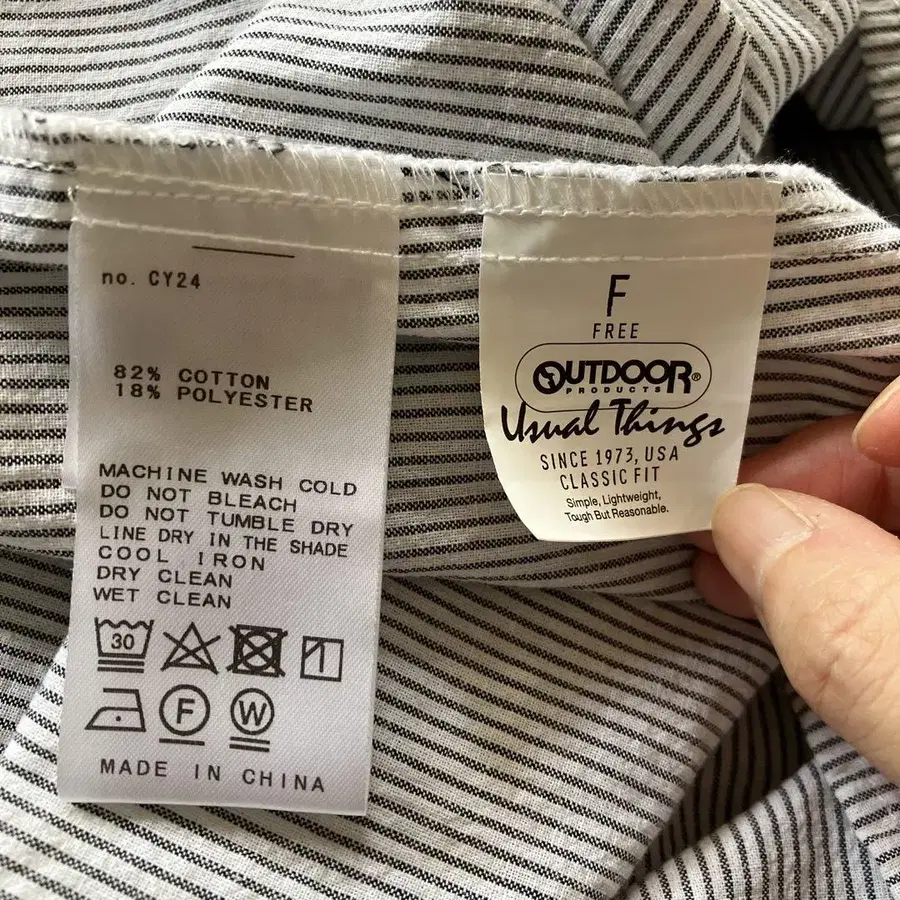 no. CY24
82% COTTON
18% POLYESTER
MACHINE WASH COLD
DO NOT BLEACH
DO NOT TUMBLE DRY
LINE DRY IN THE SHADE
COOL IRON
DRY CLEAN
WET CLEAN
30
F W
MADE IN CHINA
F
FREE
OUTDOOR®
PRODUCTS
Usual Things
SINCE 1973, USA
CLASSIC FIT
Simple, Lightweight,
Tough But Reasonable.